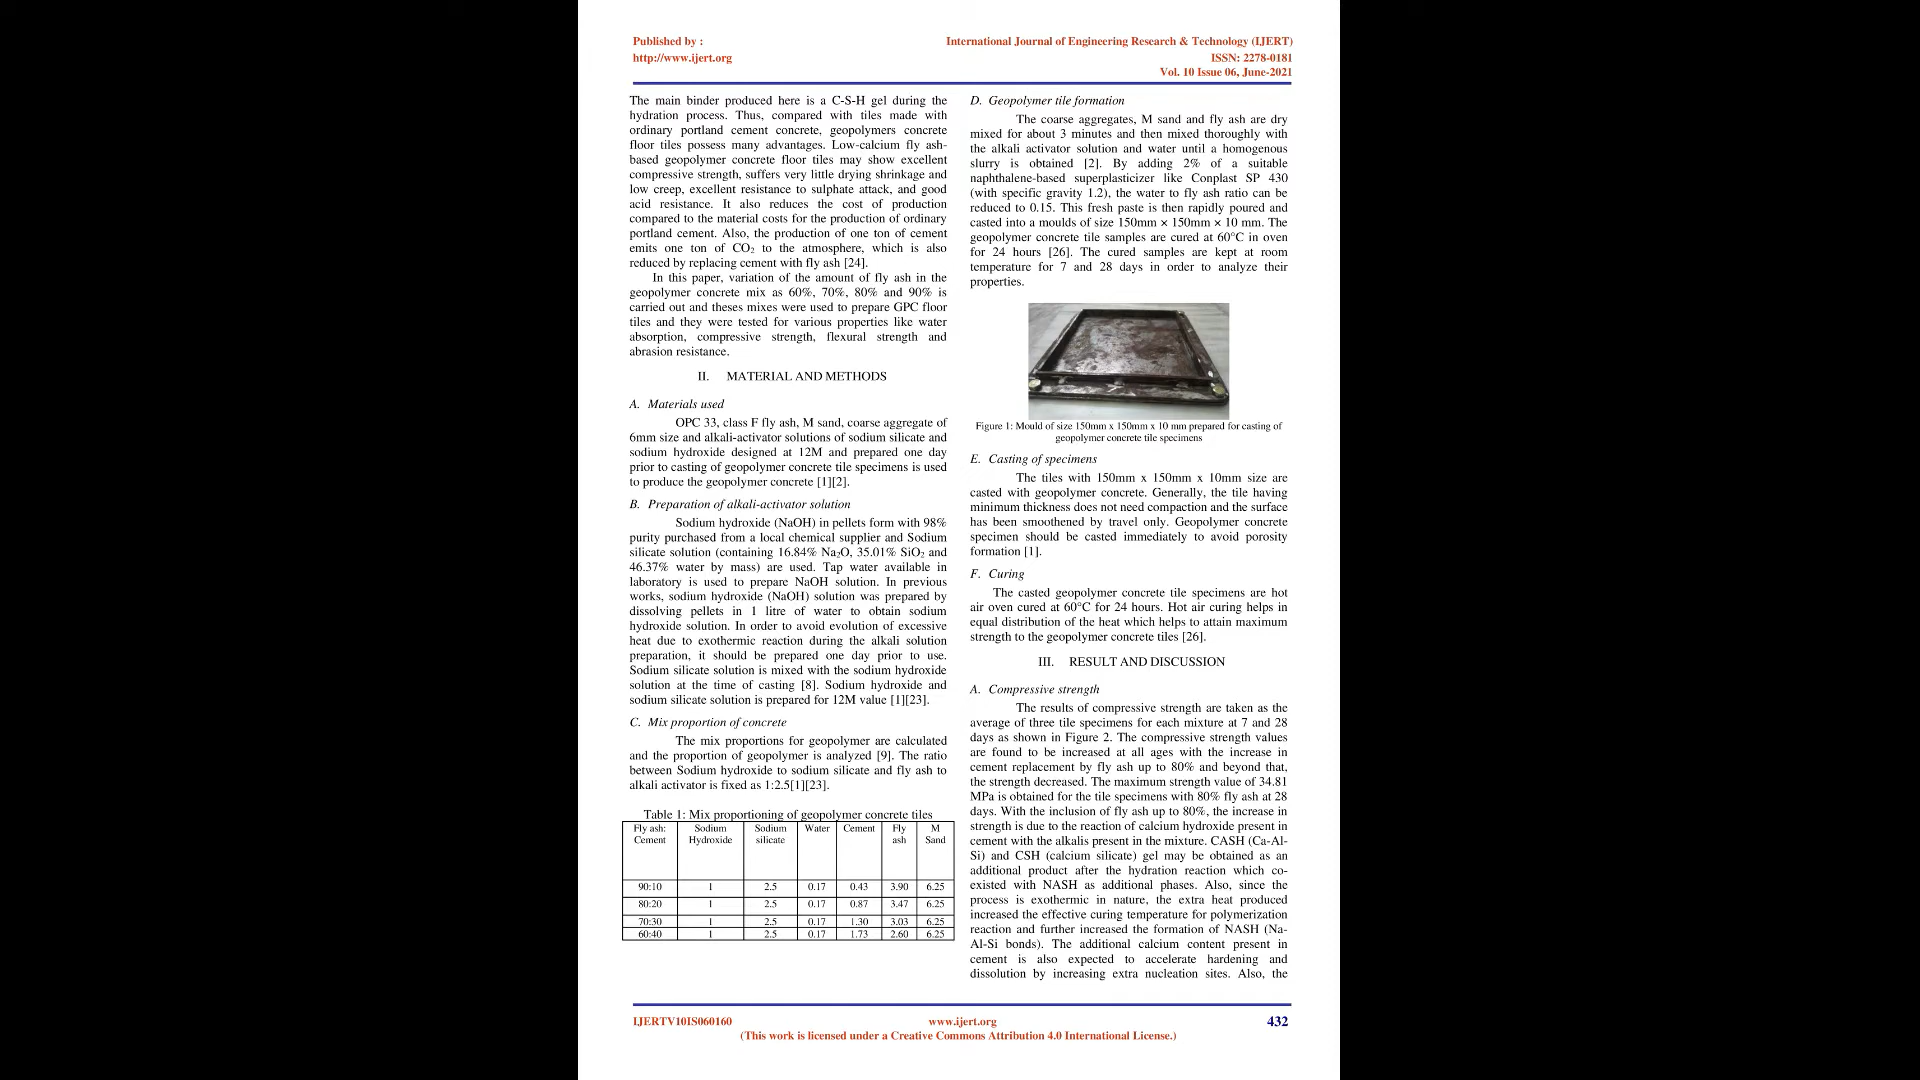 Published by :
http://www.ijert.org
International Journal of Engineering Research & Technology (IJERT)
ISSN: 2278-0181
Vol. 10 Issue 06, June-2021
The main binder produced here is a C-S-H gel during the
hydration process. Thus, compared with tiles made with
ordinary portland cement concrete, geopolymers concrete
floor tiles possess many advantages. Low-calcium fly ash-
based geopolymer concrete floor tiles may show excellent
compressive strength, suffers very little drying shrinkage and
low creep, excellent resistance to sulphate attack, and good
acid resistance. It also reduces the cost of production
compared to the material costs for the production of ordinary
portland cement. Also, the production of one ton of cement
emits one ton of CO₂ to the atmosphere, which is also
reduced by replacing cement with fly ash [24].
In this paper, variation of the amount of fly ash in the
geopolymer concrete mix as 60%, 70%, 80% and 90% is
carried out and theses mixes were used to prepare GPC floor
tiles and they were tested for various properties like water
absorption, compressive strength, flexural strength and
abrasion resistance.
II. MATERIAL AND METHODS
A. Materials used
OPC 33, class F fly ash, M sand, coarse aggregate of
6mm size and alkali-activator solutions of sodium silicate and
sodium hydroxide designed at 12M and prepared one day
prior to casting of geopolymer concrete tile specimens is used
to produce the geopolymer concrete [1][2].
B. Preparation of alkali-activator solution
Sodium hydroxide (NaOH) in pellets form with 98%
purity purchased from a local chemical supplier and Sodium
silicate solution (containing 16.84% Na₂O, 35.01% SiO₂ and
46.37% water by mass) are used. Tap water available in
laboratory is used to prepare NaOH solution. In previous
works, sodium hydroxide (NaOH) solution was prepared by
dissolving pellets in 1 litre of water to obtain sodium
hydroxide solution. In order to avoid evolution of excessive
heat due to exothermic reaction during the alkali solution
preparation, it should be prepared one day prior to use.
Sodium silicate solution is mixed with the sodium hydroxide
solution at the time of casting [8]. Sodium hydroxide and
sodium silicate solution is prepared for 12M value [1][23].
C. Mix proportion of concrete
The mix proportions for geopolymer are calculated
and the proportion of geopolymer is analyzed [9]. The ratio
between Sodium hydroxide to sodium silicate and fly ash to
alkali activator is fixed as 1:2.5[1][23].
Table 1: Mix proportioning of geopolymer concrete tiles
Fly ash: Sodium Sodium Water Cement Fly M
Cement Hydroxide silicate ash Sand
90:10 1 2.5 0.17 0.43 3.90 6.25
80:20 1 2.5 0.17 0.87 3.47 6.25
70:30 1 2.5 0.17 1.30 3.03 6.25
60:40 1 2.5 0.17 1.73 2.60 6.25
D. Geopolymer tile formation
The coarse aggregates, M sand and fly ash are dry
mixed for about 3 minutes and then mixed thoroughly with
the alkali activator solution and water until a homogenous
slurry is obtained [2]. By adding 2% of a suitable
naphthalene-based superplasticizer like Conplast SP 430
(with specific gravity 1.2), the water to fly ash ratio can be
reduced to 0.15. This fresh paste is then rapidly poured and
casted into a moulds of size 150mm × 150mm × 10 mm. The
geopolymer concrete tile samples are cured at 60°C in oven
for 24 hours [26]. The cured samples are kept at room
temperature for 7 and 28 days in order to analyze their
properties.
Figure 1: Mould of size 150mm x 150mm x 10 mm prepared for casting of
geopolymer concrete tile specimens
E. Casting of specimens
The tiles with 150mm x 150mm x 10mm size are
casted with geopolymer concrete. Generally, the tile having
minimum thickness does not need compaction and the surface
has been smoothened by travel only. Geopolymer concrete
specimen should be casted immediately to avoid porosity
formation [1].
F. Curing
The casted geopolymer concrete tile specimens are hot
air oven cured at 60°C for 24 hours. Hot air curing helps in
equal distribution of the heat which helps to attain maximum
strength to the geopolymer concrete tiles [26].
III. RESULT AND DISCUSSION
A. Compressive strength
The results of compressive strength are taken as the
average of three tile specimens for each mixture at 7 and 28
days as shown in Figure 2. The compressive strength values
are found to be increased at all ages with the increase in
cement replacement by fly ash up to 80% and beyond that,
the strength decreased. The maximum strength value of 34.81
MPa is obtained for the tile specimens with 80% fly ash at 28
days. With the inclusion of fly ash up to 80%, the increase in
strength is due to the reaction of calcium hydroxide present in
cement with the alkalis present in the mixture. CASH (Ca-Al-
Si) and CSH (calcium silicate) gel may be obtained as an
additional product after the hydration reaction which co-
existed with NASH as additional phases. Also, since the
process is exothermic in nature, the extra heat produced
increased the effective curing temperature for polymerization
reaction and further increased the formation of NASH (Na-
Al-Si bonds). The additional calcium content present in
cement is also expected to accelerate hardening and
dissolution by increasing extra nucleation sites. Also, the
IJERTV10IS060160
www.ijert.org
432
(This work is licensed under a Creative Commons Attribution 4.0 International License.)